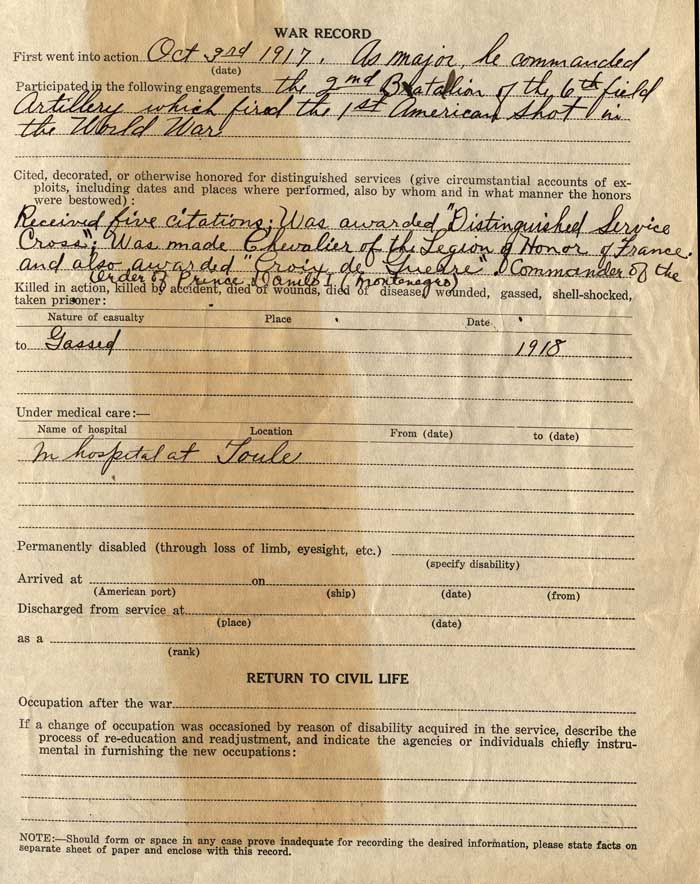 WAR RECORD
First went into action Oct 3rd 1917. As major, he commanded
(date)
Participated in the following engagements the 2nd Batallion of the 6th field
Artillery which fired the 1st American shot in
the World War
Cited, decorated, or otherwise honored for distinguished services (give circumstantial accounts of ex-
ploits, including dates and places where performed, also by whom and in what manner the honors
were bestowed):
Received five citations; Was awarded "Distinguished Service
Cross"; Was made Chevalier of the Legion of Honor of France.
and also awarded "Croix de Guerre". Commander of the
(Order of Prince Danilo I, Montenegro)
Killed in action, killed by accident, died of wounds, died of disease, wounded, gassed, shell-shocked,
taken prisoner:
Nature of casualty Place Date
to Gassed 1918
Under medical care:—
Name of hospital Location From (date) to (date)
In hospital at Toule
Permanently disabled (through loss of limb, eyesight, etc.)
(specify disability)
Arrived at on
(American port) (ship) (date) (from)
Discharged from service at
(place) (date)
as a
(rank)
RETURN TO CIVIL LIFE
Occupation after the war
If a change of occupation was occasioned by reason of disability acquired in the service, describe the
process of re-education and readjustment, and indicate the agencies or individuals chiefly instru-
mental in furnishing the new occupations:
NOTE:—Should form or space in any case prove inadequate for recording the desired information, please state facts on
separate sheet of paper and enclose with this record.